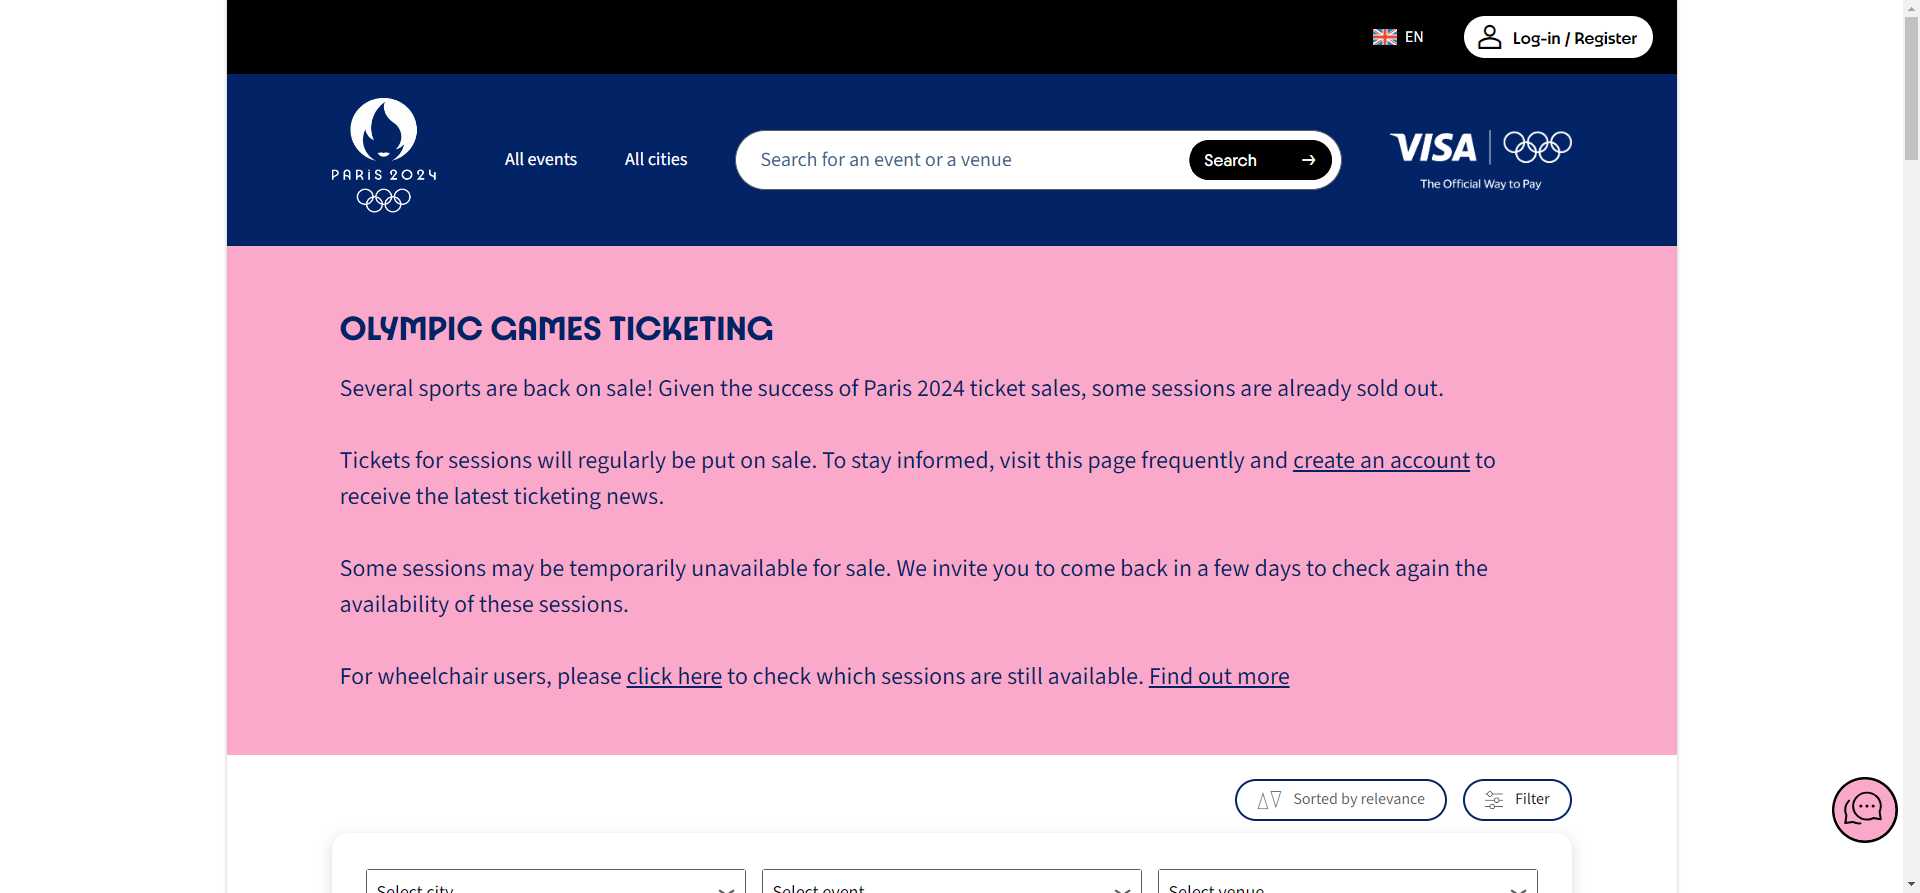 EN
Log-in / Register
PARIS 2024
All events
All cities
Search for an event or a venue
Search
VISA
The Official Way to Pay
OLYMPIC GAMES TICKETING
Several sports are back on sale! Given the success of Paris 2024 ticket sales, some sessions are already sold out.
Tickets for sessions will regularly be put on sale. To stay informed, visit this page frequently and create an account to
receive the latest ticketing news.
Some sessions may be temporarily unavailable for sale. We invite you to come back in a few days to check again the
availability of these sessions.
For wheelchair users, please click here to check which sessions are still available. Find out more
Sorted by relevance
Filter
Select city
Select event
Select venue